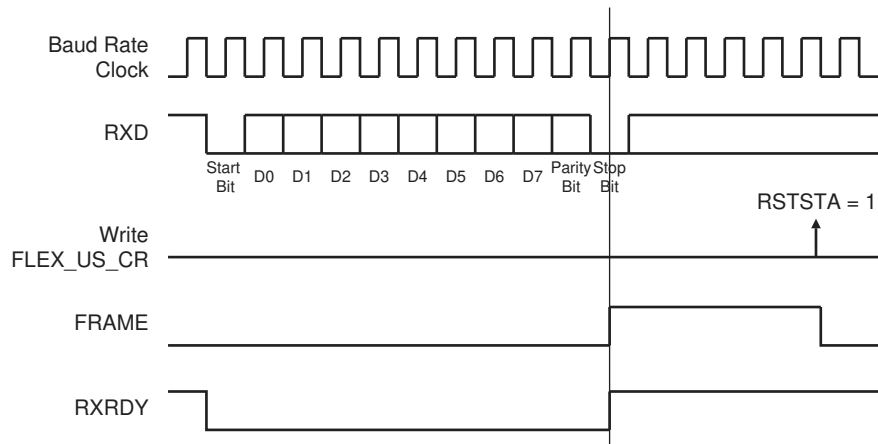 Baud Rate
Clock
RXD
Start
Bit
D0
D1
D2
D3
D4
D5
D6
D7
Parity
Bit
Stop
Bit
RSTSTA = 1
Write
FLEX_US_CR
FRAME
RXRDY